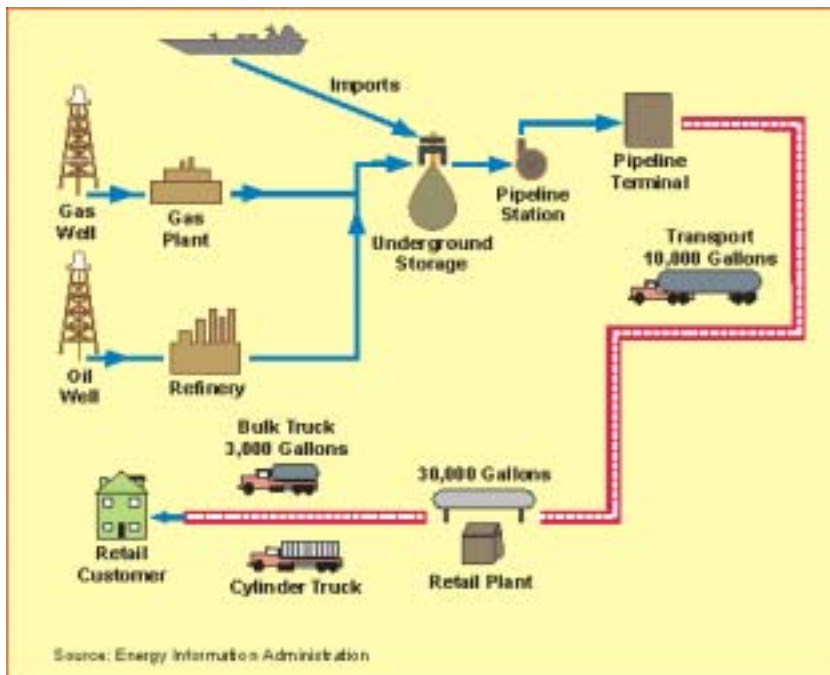 Imports
Gas
Well
Gas
Plant
Underground
Storage
Pipeline
Station
Pipeline
Terminal
Transport
10,000 Gallons
Oil
Well
Refinery
Bulk Truck
3,000 Gallons
30,000 Gallons
Retail
Customer
Cylinder Truck
Retail Plant
Source: Energy Information Administration